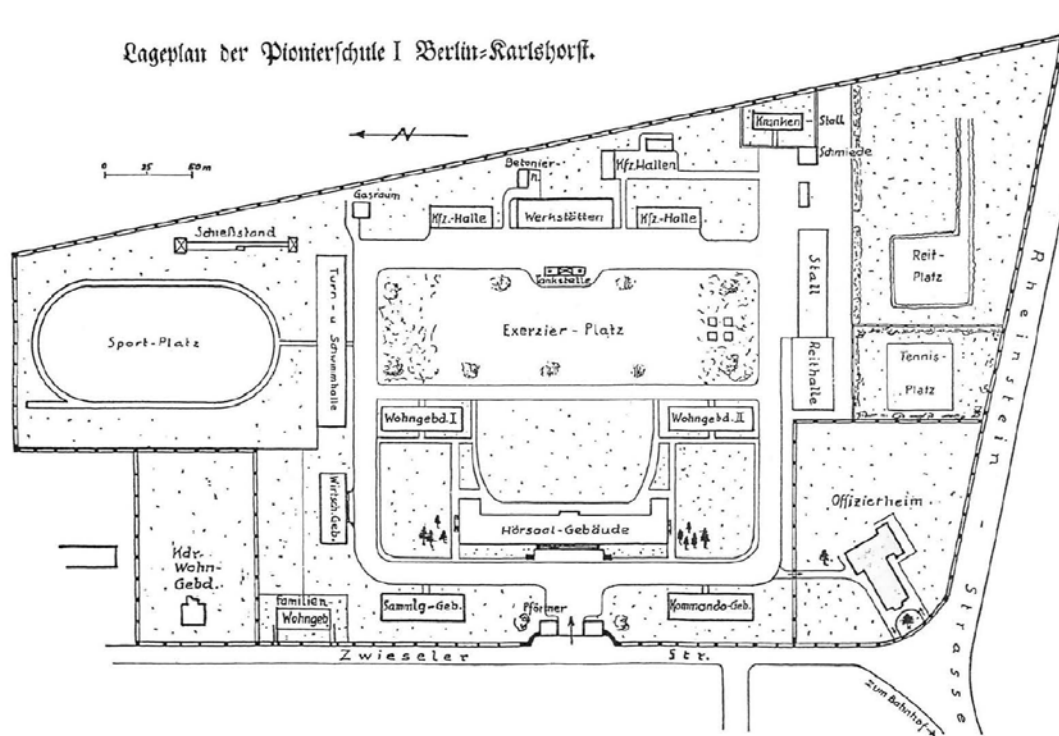 Lageplan der Pionierschule I Berlin-Karlshorst.
N
0 25 50 m
Kranken-Stall
Schmiede
Betonier-
n.
Kfz.Hallen
Gasraum
Kfz.-Halle
Werkstätten
Kfz.-Halle
Schießstand
Tankstelle
Stall
Reit-
Platz
Turn- u Schwimmhalle
Exerzier-Platz
Sport-Platz
Reithalle
Tennis-
Platz
Wohngebd.I
Wohngebd.II
Wirtsch.Geb.
Hörsaal-Gebäude
Offizierheim
Kdr.
Wohn-
Gebd.
Familien-
Wohngeb
Sammlg-Geb.
Pförtner
Kommando-Geb.
Zwieseler Str.
Rheinstein-Strasse
Zum Bahnhof